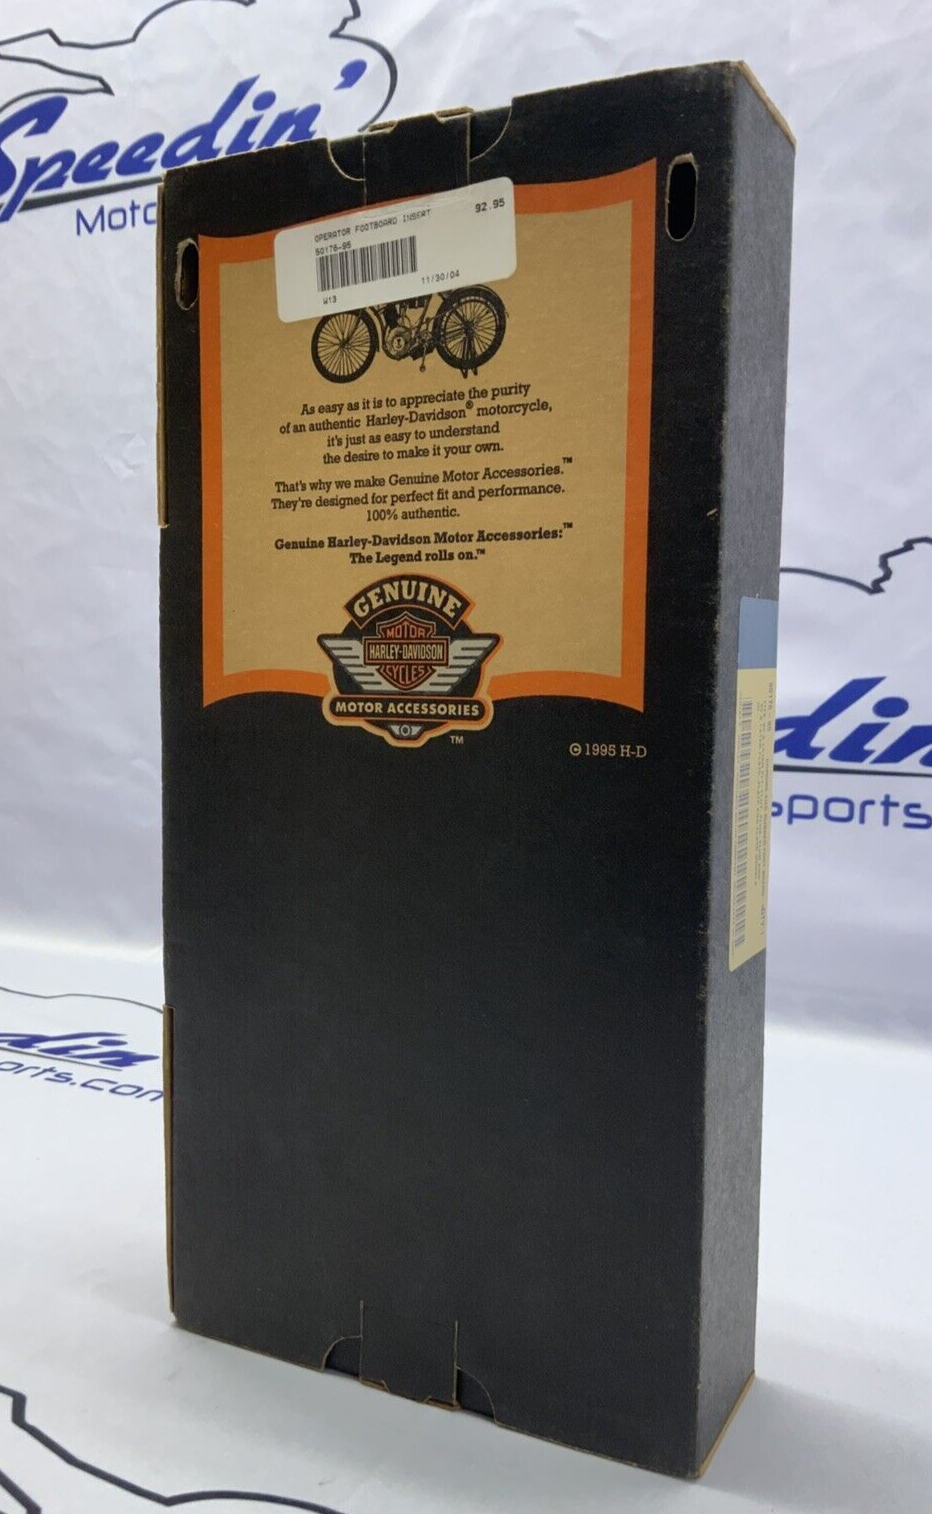 Speedin'
Moto
OPERATOR FOOTBOARD INSERT
92.95
50176-95
11/30/04
W13
As easy as it is to appreciate the purity
of an authentic Harley-Davidson® motorcycle,
it's just as easy to understand
the desire to make it your own.
That's why we make Genuine Motor Accessories.™
They're designed for perfect fit and performance.
100% authentic.
Genuine Harley-Davidson Motor Accessories:™
The Legend rolls on.™
GENUINE
MOTOR
HARLEY-DAVIDSON
CYCLES
MOTOR ACCESSORIES
TM
© 1995 H-D
din
sports
din
orts.com